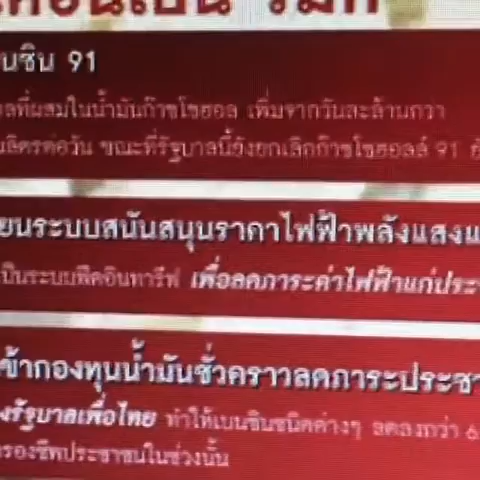 นซิน 91
ลที่ผสมในน้ำมันก๊าซโซฮอล เพิ่มจากวันละล้านกว่า
นลิตรต่อวัน ขณะที่รัฐบาลนี้ยังยกเลิกก๊าซโซฮอลล์ 91
ยนระบบสนับสนุนราคาไฟฟ้าพลังแสงแ
เป็นระบบฟีดอินทารีฟ เพื่อลดภาระค่าไฟฟ้าแก่ประ
ข้ากองทุนน้ำมันชั่วคราวลดภาระประชา
งรัฐบาลเพื่อไทย ทำให้เบนซินชนิดต่างๆ ลดลงกว่า 6
รองชีพประชาชนในช่วงนั้น